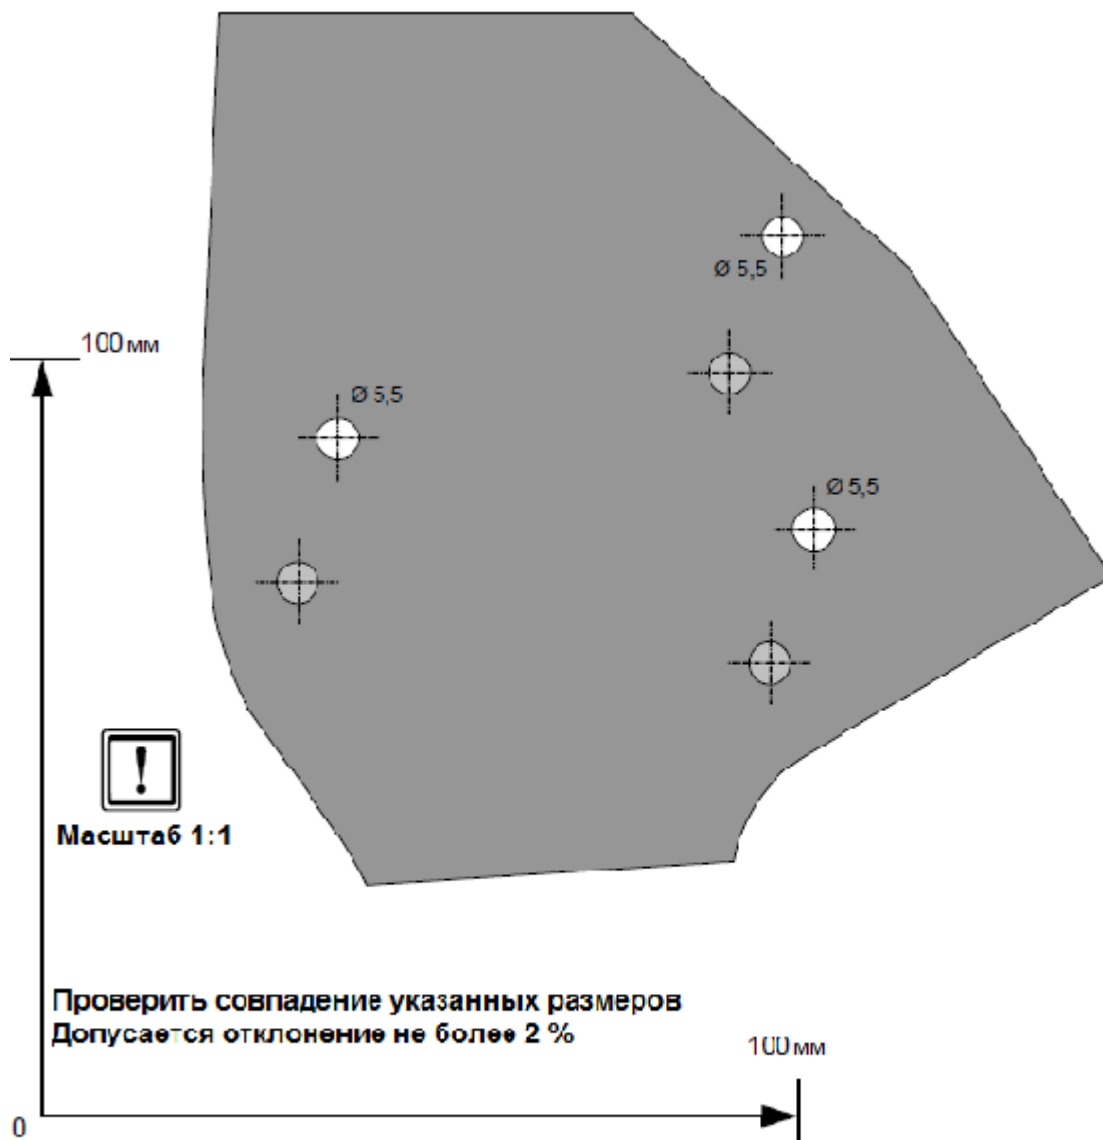 Ø 5,5
100 мм
Ø 5,5
Ø 5,5
!
Масштаб 1:1
Проверить совпадение указанных размеров
Допусается отклонение не более 2 %
100 мм
0